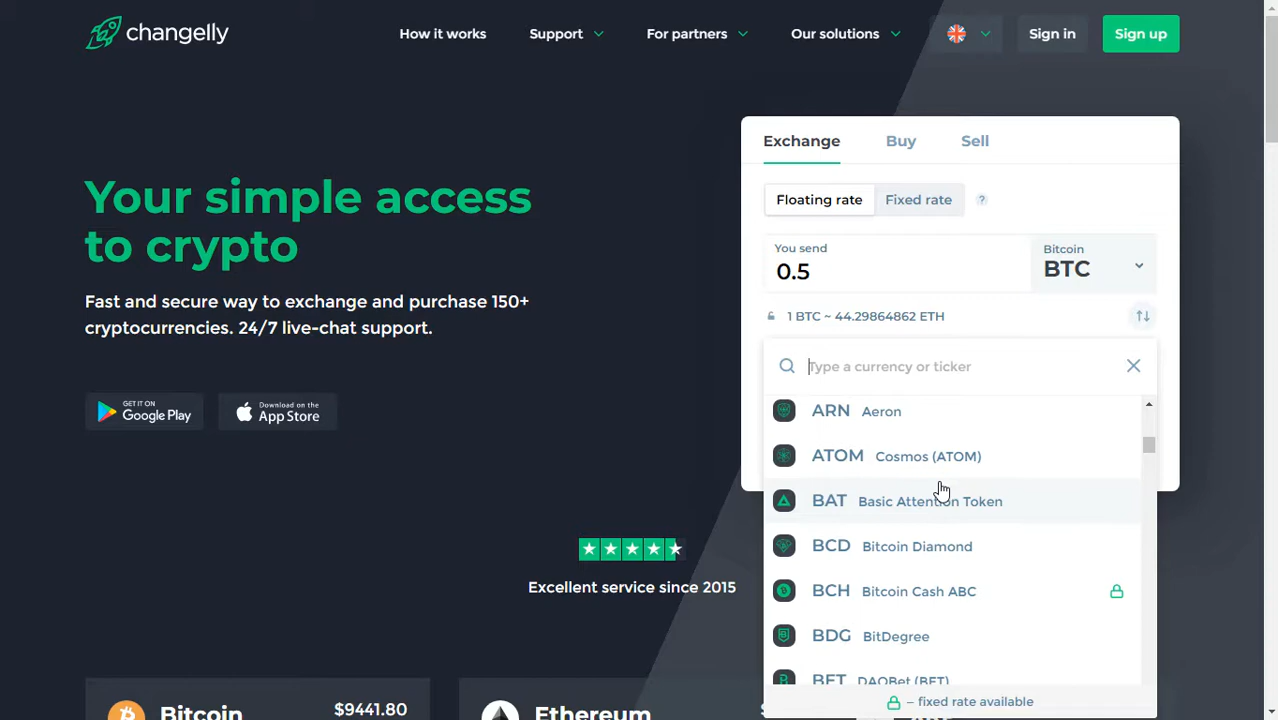 changelly
How it works
Support
For partners
Our solutions
Sign in
Sign up
Your simple access
to crypto
Fast and secure way to exchange and purchase 150+
cryptocurrencies. 24/7 live-chat support.
GET IT ON
Google Play
Download on the
App Store
Excellent service since 2015
Exchange
Buy
Sell
Floating rate
Fixed rate
?
You send
0.5
Bitcoin
BTC
1 BTC ~ 44.29864862 ETH
Type a currency or ticker
ARN Aeron
ATOM Cosmos (ATOM)
BAT Basic Attention Token
BCD Bitcoin Diamond
BCH Bitcoin Cash ABC
BDG BitDegree
BET DAOBet (BET)
– fixed rate available
Bitcoin
$9441.80
Ethereum